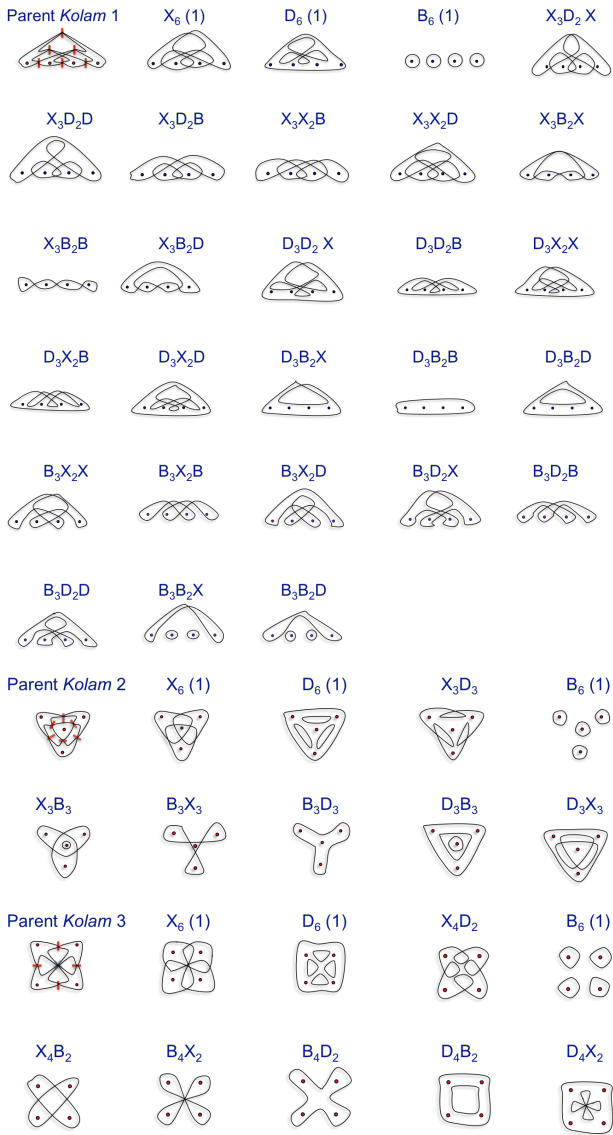 Parent Kolam 1 X₆ (1) D₆ (1) B₆ (1) X₃D₂ X
X₃D₂D X₃D₂B X₃X₂B X₃X₂D X₃B₂X
X₃B₂B X₃B₂D D₃D₂ X D₃D₂B D₃X₂X
D₃X₂B D₃X₂D D₃B₂X D₃B₂B D₃B₂D
B₃X₂X B₃X₂B B₃X₂D B₃D₂X B₃D₂B
B₃D₂D B₃B₂X B₃B₂D
Parent Kolam 2 X₆ (1) D₆ (1) X₃D₃ B₆ (1)
X₃B₃ B₃X₃ B₃D₃ D₃B₃ D₃X₃
Parent Kolam 3 X₆ (1) D₆ (1) X₄D₂ B₆ (1)
X₄B₂ B₄X₂ B₄D₂ D₄B₂ D₄X₂